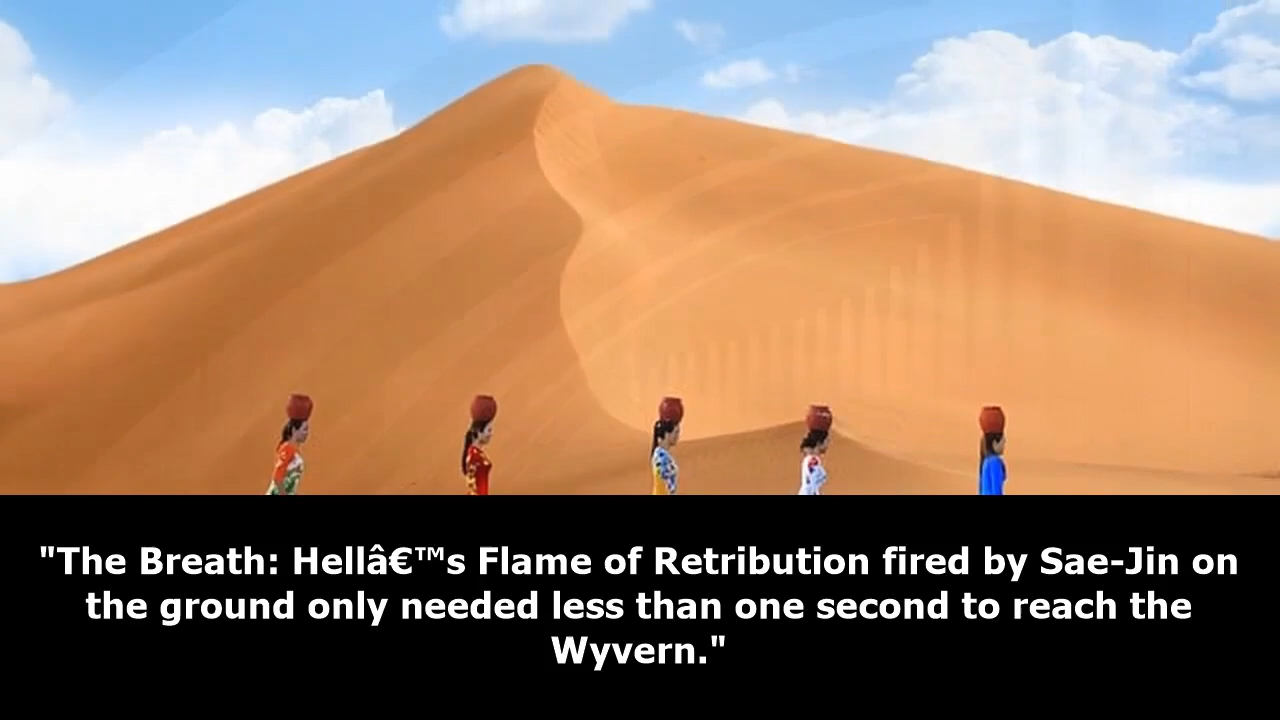 "The Breath: Hellâ€™s Flame of Retribution fired by Sae-Jin on
the ground only needed less than one second to reach the
Wyvern."